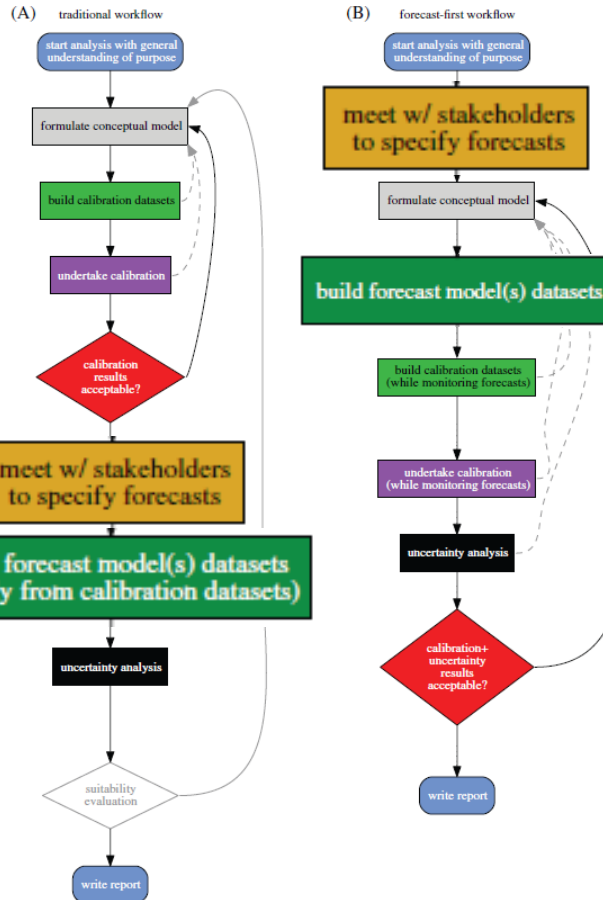 (A) traditional workflow
start analysis with general
understanding of purpose
formulate conceptual model
build calibration datasets
undertake calibration
calibration
results
acceptable?
meet w/ stakeholders
to specify forecasts
forecast model(s) datasets
y from calibration datasets)
uncertainty analysis
suitability
evaluation
write report
(B) forecast-first workflow
start analysis with general
understanding of purpose
meet w/ stakeholders
to specify forecasts
formulate conceptual model
build forecast model(s) datasets
build calibration datasets
(while monitoring forecasts)
undertake calibration
(while monitoring forecasts)
uncertainty analysis
calibration+
uncertainty
results
acceptable?
write report